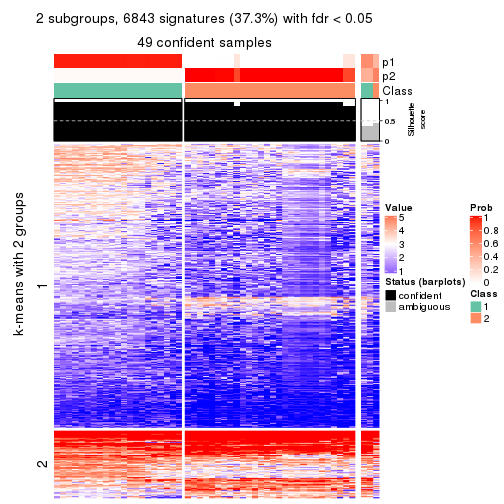 2 subgroups, 6843 signatures (37.3%) with fdr < 0.05
49 confident samples
p1
p2
Class
1
0.5
0
Silhouette
score
k-means with 2 groups
1
2
Value
5
4
3
2
1
Status (barplots)
confident
ambiguous
Prob
1
0.8
0.6
0.4
0.2
0
Class
1
2